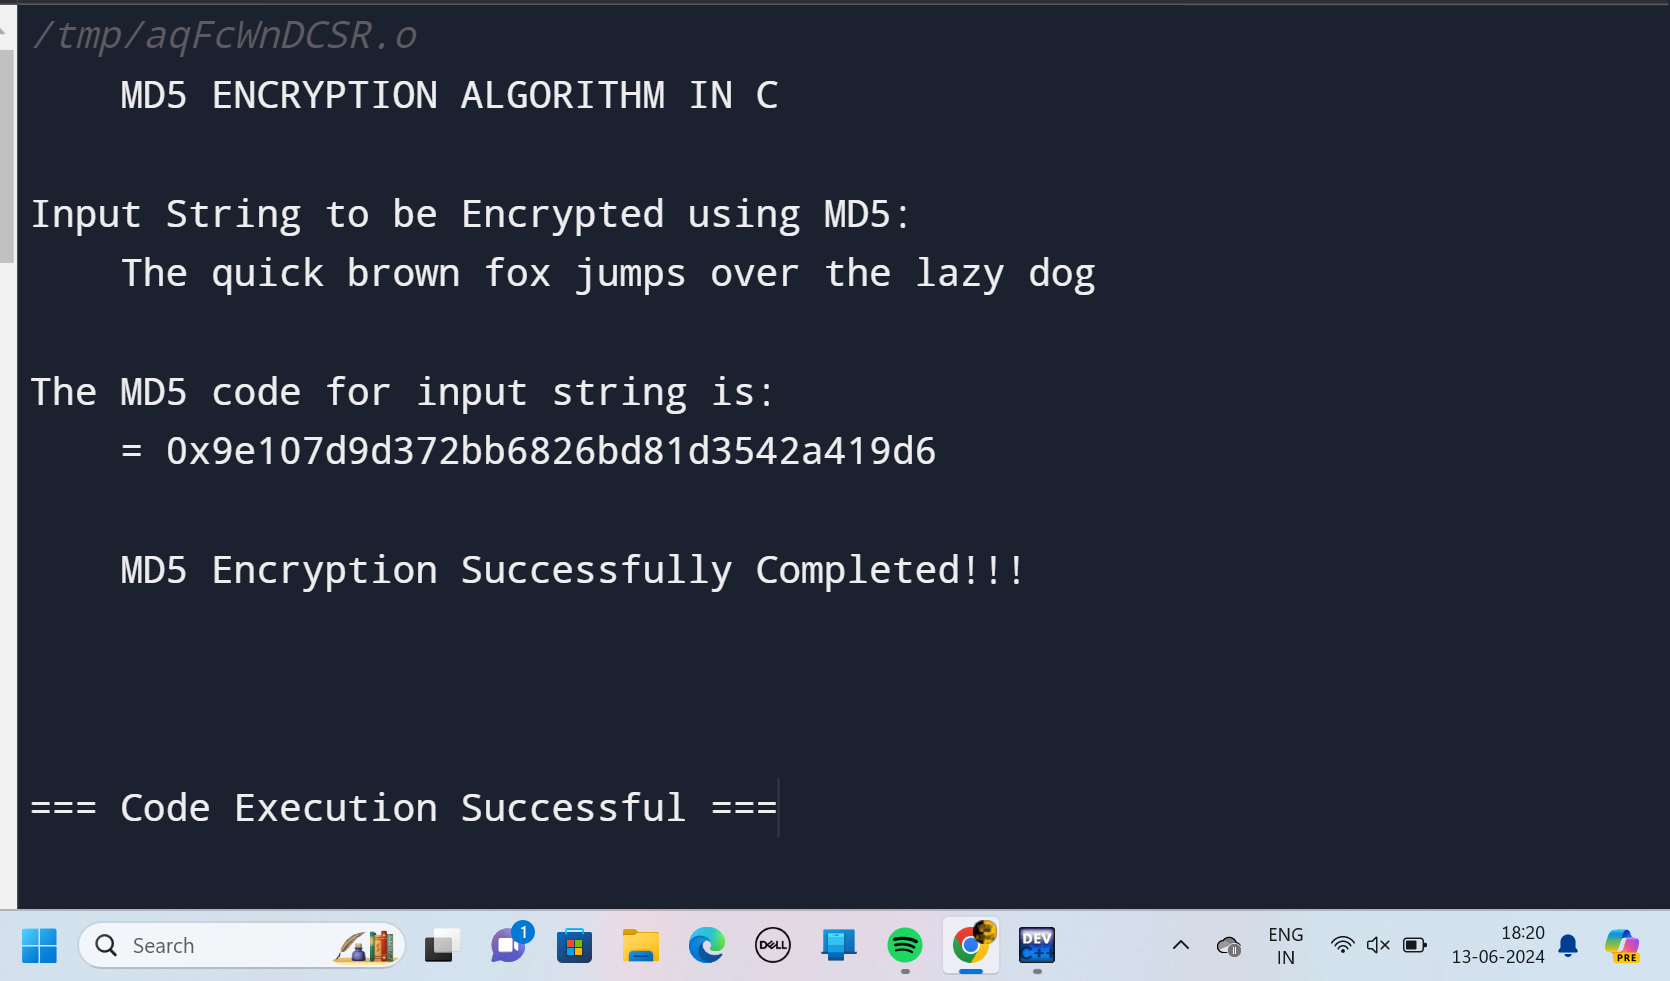 /tmp/aqFcWnDCSR.o
MD5 ENCRYPTION ALGORITHM IN C
Input String to be Encrypted using MD5:
The quick brown fox jumps over the lazy dog
The MD5 code for input string is:
= 0x9e107d9d372bb6826bd81d3542a419d6
MD5 Encryption Successfully Completed!!!
=== Code Execution Successful ===
Search
1
DELL
DEV
C++
ENG
IN
18:20
13-06-2024
PRE